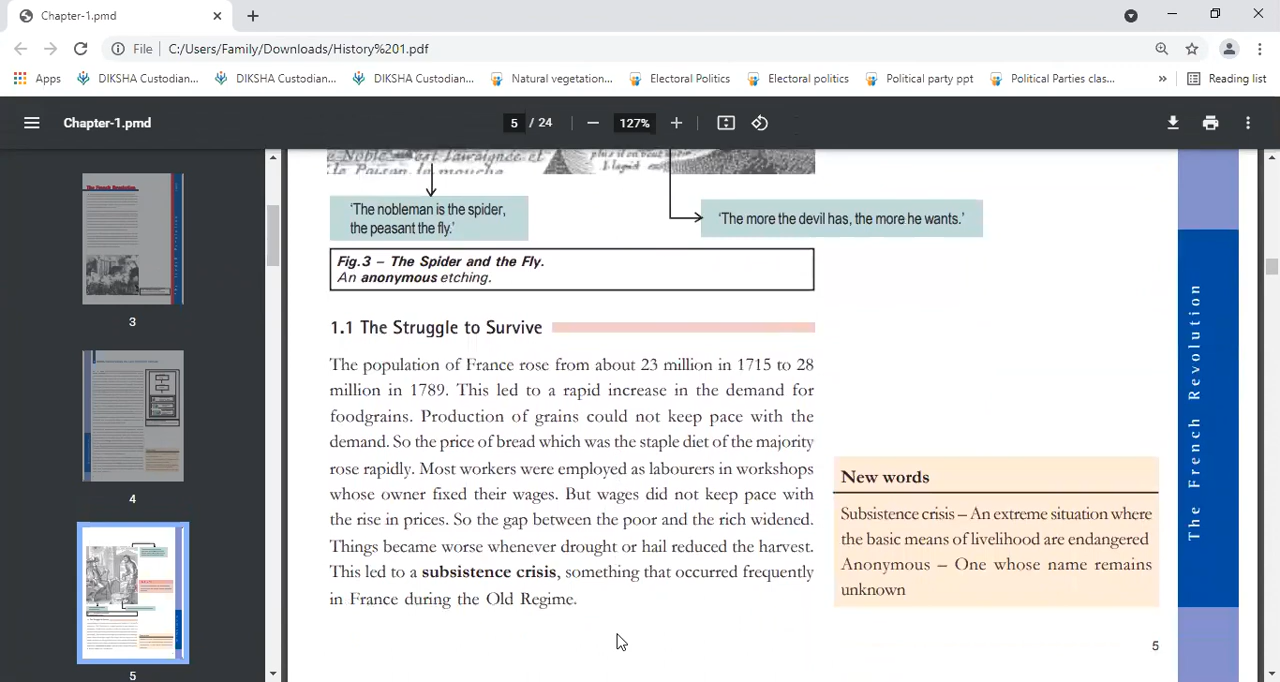 Chapter-1.pmd
File C:/Users/Family/Downloads/History%201.pdf
Apps DIKSHA Custodian... DIKSHA Custodian... DIKSHA Custodian... Natural vegetation... Electoral Politics Electoral politics Political party ppt Political Parties clas... » Reading list
Chapter-1.pmd 5 / 24 127%
3
4
5
'The nobleman is the spider,
the peasant the fly.'
'The more the devil has, the more he wants.'
Fig.3 – The Spider and the Fly.
An anonymous etching.
1.1 The Struggle to Survive
The population of France rose from about 23 million in 1715 to 28
million in 1789. This led to a rapid increase in the demand for
foodgrains. Production of grains could not keep pace with the
demand. So the price of bread which was the staple diet of the majority
rose rapidly. Most workers were employed as labourers in workshops
whose owner fixed their wages. But wages did not keep pace with
the rise in prices. So the gap between the poor and the rich widened.
Things became worse whenever drought or hail reduced the harvest.
This led to a subsistence crisis, something that occurred frequently
in France during the Old Regime.
New words
Subsistence crisis – An extreme situation where
the basic means of livelihood are endangered
Anonymous – One whose name remains
unknown
5
The French Revolution